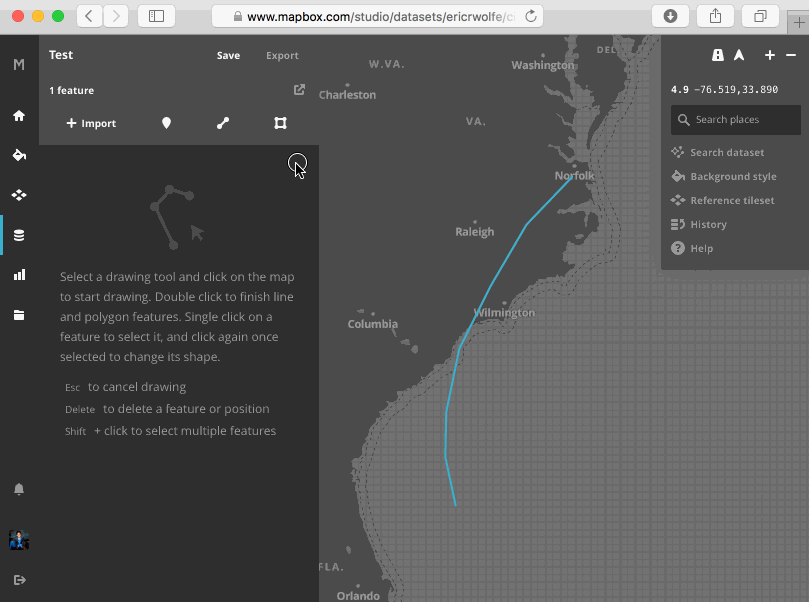 www.mapbox.com/studio/datasets/ericrwolfe/c
M
Test
Save
Export
1 feature
+ Import
Select a drawing tool and click on the map
to start drawing. Double click to finish line
and polygon features. Single click on a
feature to select it, and click again once
selected to change its shape.
Esc to cancel drawing
Delete to delete a feature or position
Shift + click to select multiple features
W.VA.
Washington
DEL
Charleston
VA.
Norfolk
Raleigh
Wilmington
Columbia
FLA.
Orlando
4.9 -76.519,33.890
Search places
Search dataset
Background style
Reference tileset
History
Help